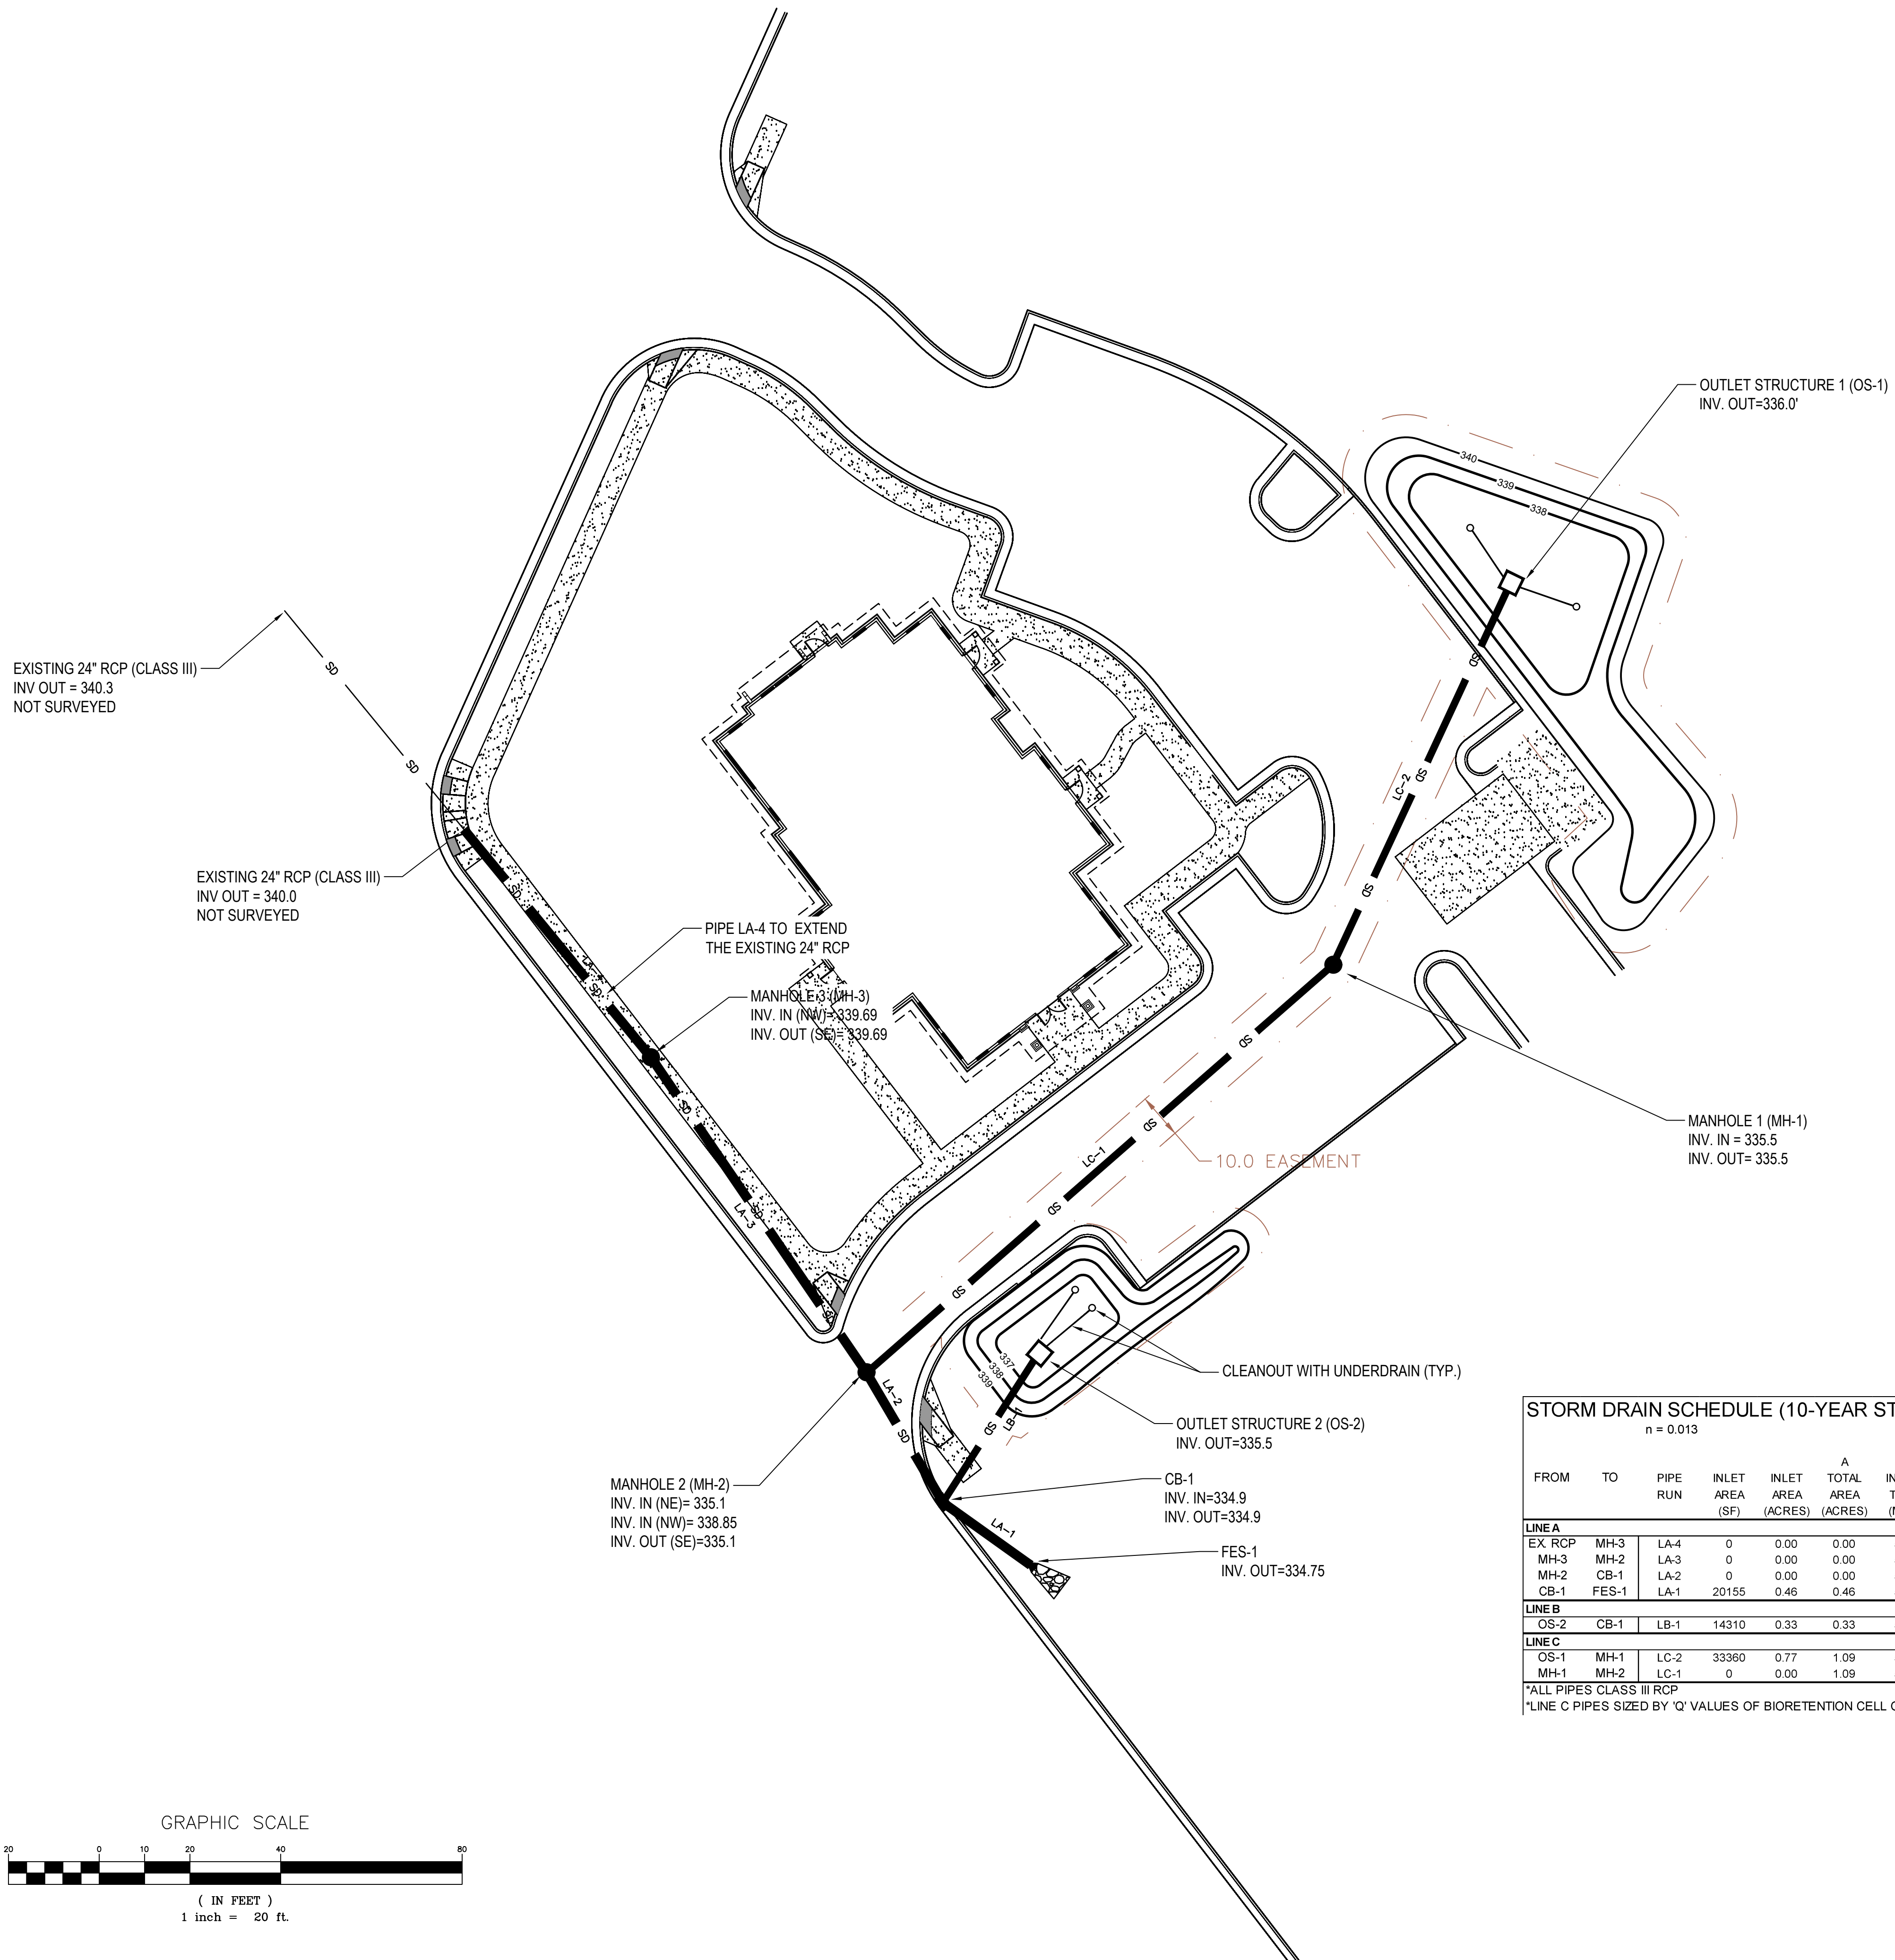 OUTLET STRUCTURE 1 (OS-1)
INV. OUT=336.0'
340
339
338
SD
EXISTING 24" RCP (CLASS III)
INV OUT = 340.3
NOT SURVEYED
SD
SD
LC-2
SD
EXISTING 24" RCP (CLASS III)
INV OUT = 340.0
NOT SURVEYED
SD
SD
PIPE LA-4 TO EXTEND
THE EXISTING 24" RCP
SD
MANHOLE 3 (MH-3)
INV. IN (NW)= 339.69
INV. OUT (SE)= 339.69
SD
SD
SD
MANHOLE 1 (MH-1)
INV. IN = 335.5
INV. OUT= 335.5
LC-1
10.0 EASEMENT
SD
LA-3
SD
SD
SD
337
338
339
CLEANOUT WITH UNDERDRAIN (TYP.)
LA-2
SD
SD
LB-1
OUTLET STRUCTURE 2 (OS-2)
INV. OUT=335.5
MANHOLE 2 (MH-2)
INV. IN (NE)= 335.1
INV. IN (NW)= 338.85
INV. OUT (SE)=335.1
CB-1
INV. IN=334.9
INV. OUT=334.9
LA-1
FES-1
INV. OUT=334.75
STORM DRAIN SCHEDULE (10-YEAR ST
n = 0.013
A
FROM TO PIPE INLET INLET TOTAL IN
RUN AREA AREA AREA T
(SF) (ACRES) (ACRES) (M
LINE A
EX. RCP MH-3 LA-4 0 0.00 0.00
MH-3 MH-2 LA-3 0 0.00 0.00
MH-2 CB-1 LA-2 0 0.00 0.00
CB-1 FES-1 LA-1 20155 0.46 0.46
LINE B
OS-2 CB-1 LB-1 14310 0.33 0.33
LINE C
OS-1 MH-1 LC-2 33360 0.77 1.09
MH-1 MH-2 LC-1 0 0.00 1.09
*ALL PIPES CLASS III RCP
*LINE C PIPES SIZED BY 'Q' VALUES OF BIORETENTION CELL
GRAPHIC SCALE
20 0 10 20 40 80
( IN FEET )
1 inch = 20 ft.